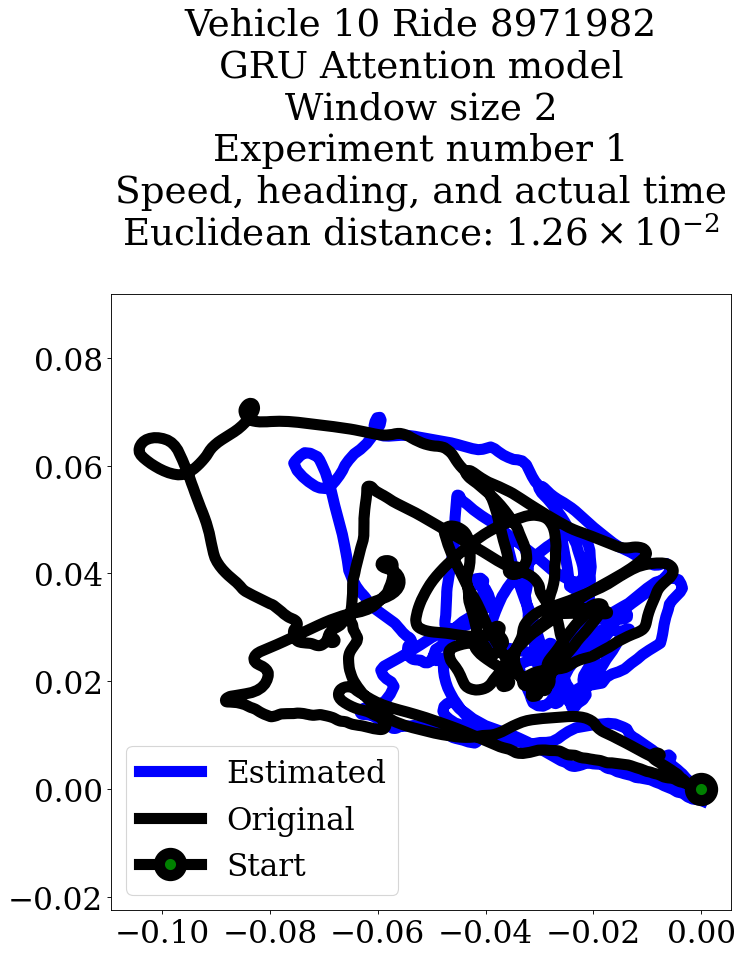 Vehicle 10 Ride 8971982
GRU Attention model
Window size 2
Experiment number 1
Speed, heading, and actual time
Euclidean distance: 1.26 × 10⁻²
0.08
0.06
0.04
0.02
0.00
−0.02
Estimated
Original
Start
−0.10 −0.08 −0.06 −0.04 −0.02 0.00